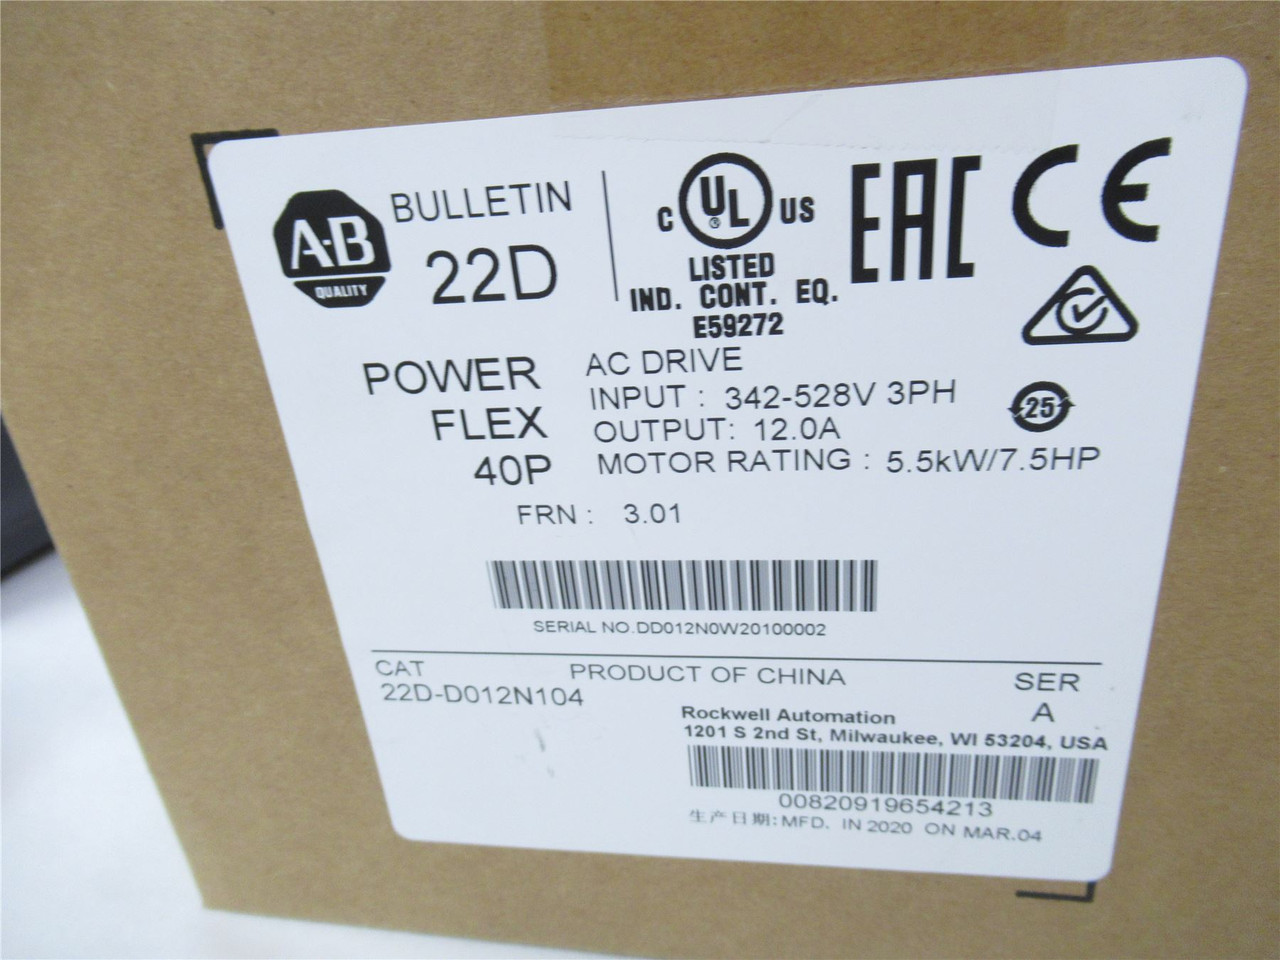 A-B
QUALITY
BULLETIN
22D
C UL ® US
LISTED
IND. CONT. EQ.
E59272
EAC
CE
POWER
FLEX
40P
AC DRIVE
INPUT : 342-528V 3PH
OUTPUT: 12.0A
MOTOR RATING : 5.5kW/7.5HP
25
FRN : 3.01
SERIAL NO.DD012N0W20100002
CAT
22D-D012N104
PRODUCT OF CHINA
SER
A
Rockwell Automation
1201 S 2nd St, Milwaukee, WI 53204, USA
00820919654213
生产日期:MFD. IN 2020 ON MAR.04